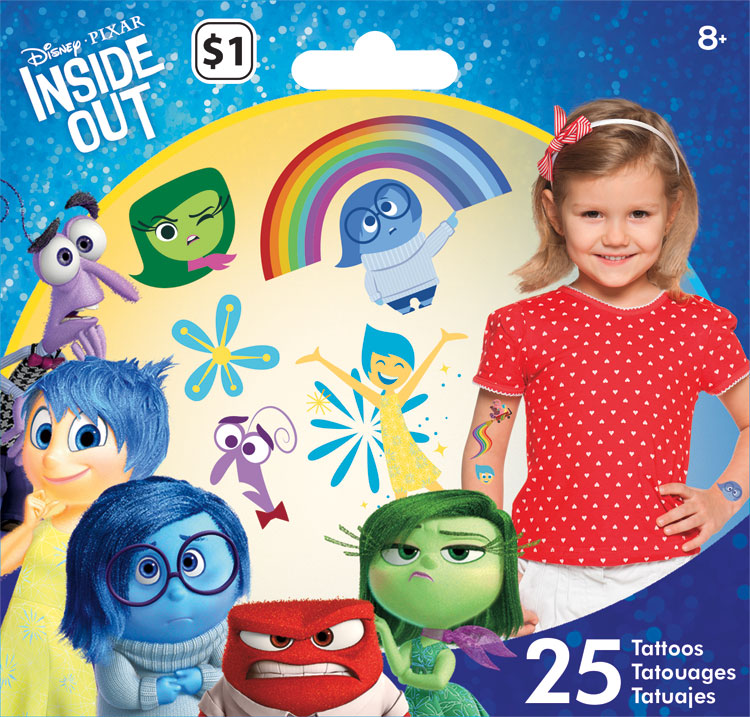 Disney · PIXAR
INSIDE
OUT
$1
8+
25
Tattoos
Tatouages
Tatuajes